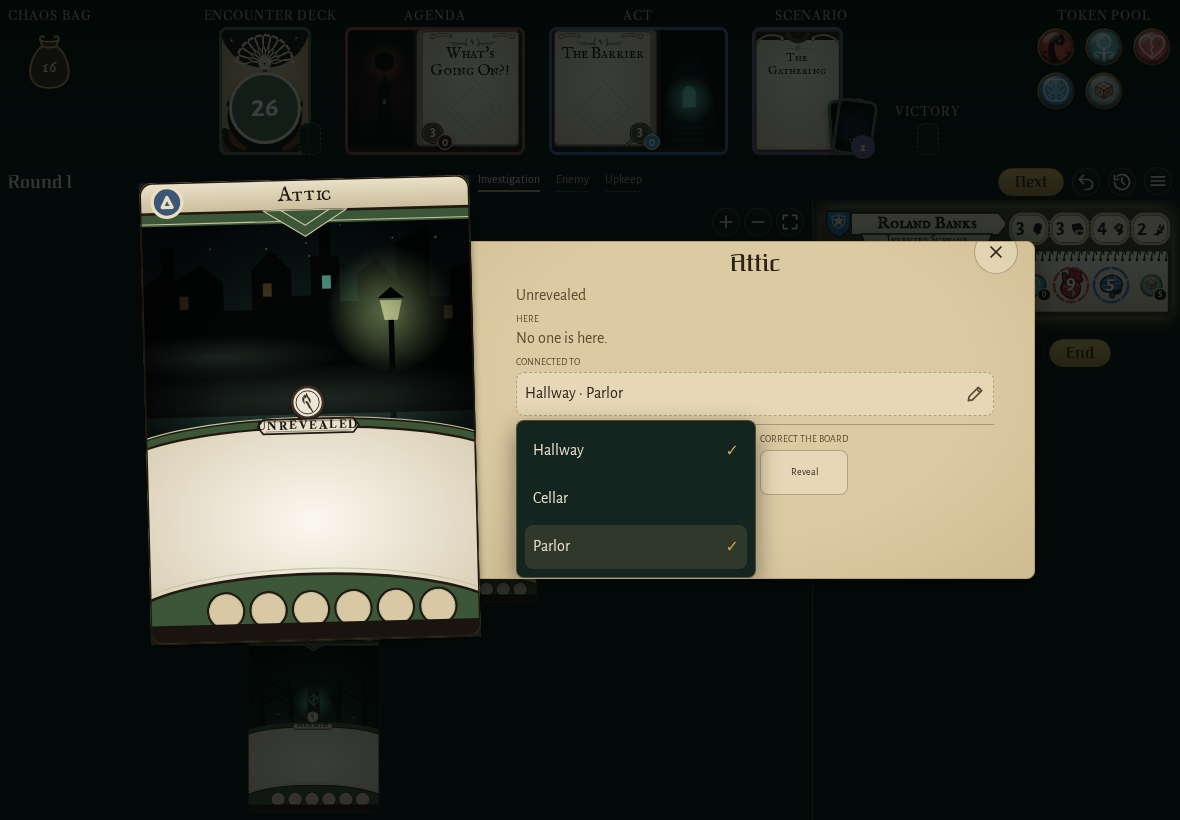 CHAOS BAG
ENCOUNTER DECK
AGENDA
ACT
SCENARIO
TOKEN POOL
16
26
What's
Going On?!
3
0
The Barrier
3
0
The
Gathering
2
VICTORY
Round 1
Investigation
Enemy
Upkeep
Next
Attic
Roland Banks
3
3
4
2
9
5
End
Attic
Unrevealed
HERE
No one is here.
CONNECTED TO
Hallway · Parlor
Hallway ✓
Cellar
Parlor ✓
CORRECT THE BOARD
Reveal
UNREVEALED